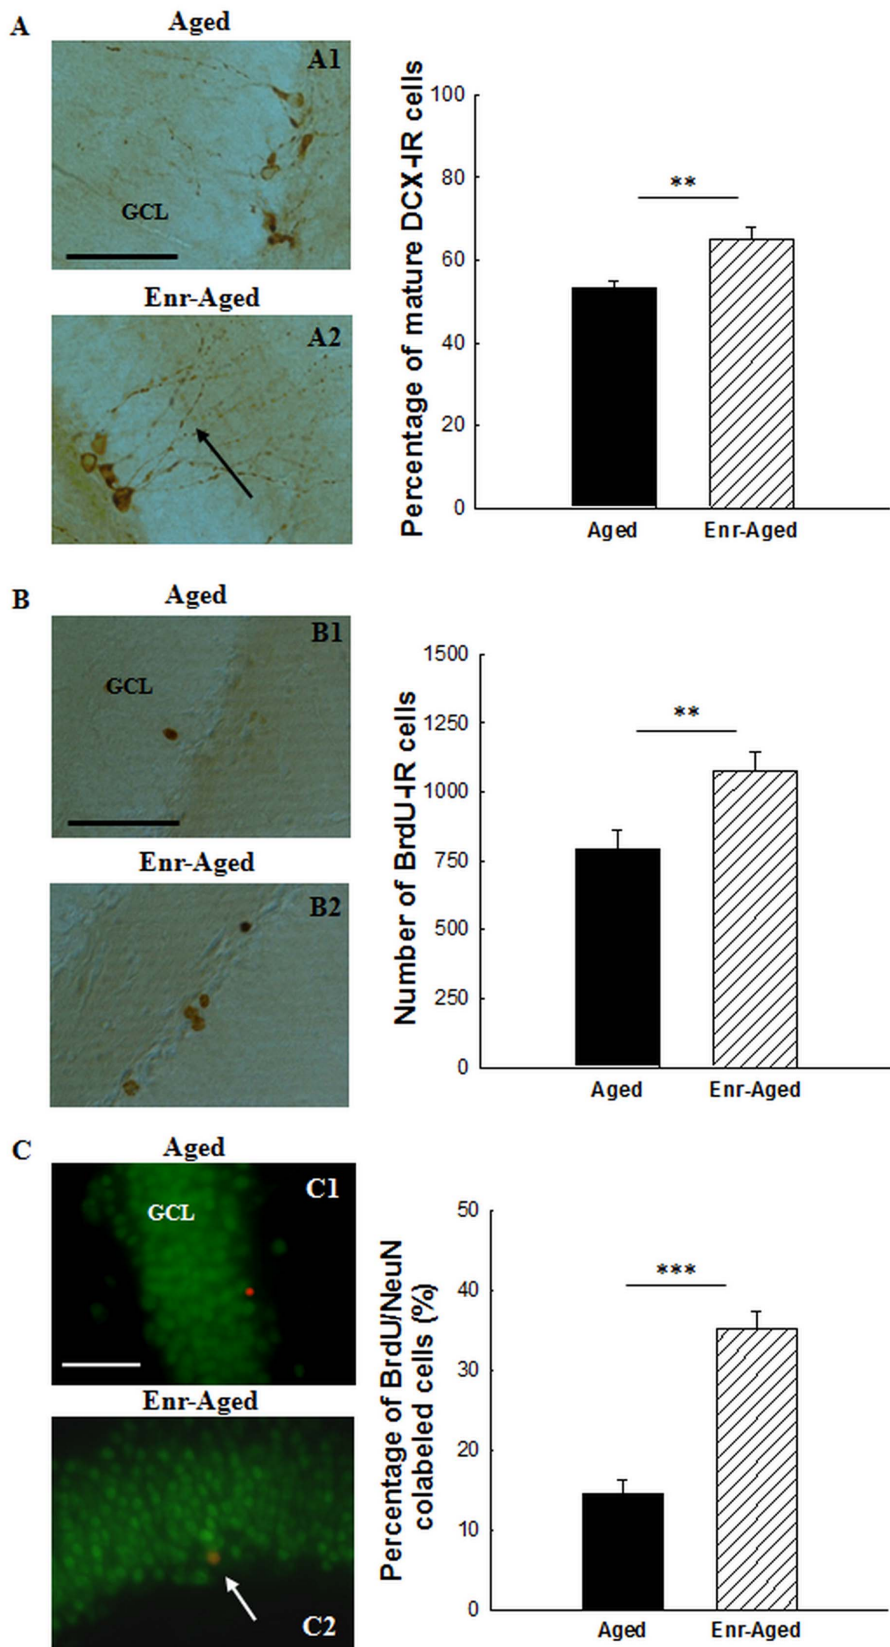 A
Aged
A1
GCL
Enr-Aged
A2
Percentage of mature DCX-IR cells
100
80
60
40
20
0
**
Aged Enr-Aged
B
Aged
B1
GCL
Enr-Aged
B2
Number of BrdU-IR cells
1500
1250
1000
750
500
250
0
**
Aged Enr-Aged
C
Aged
C1
GCL
Enr-Aged
C2
Percentage of BrdU/NeuN
colabeled cells (%)
50
40
30
20
10
0
***
Aged Enr-Aged